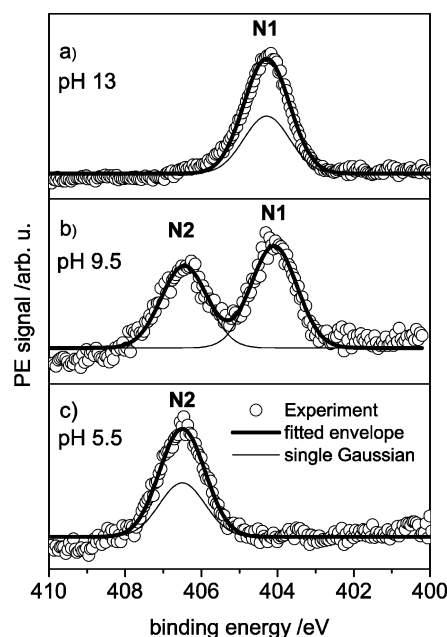 N1
a)
pH 13
b)
N2
N1
pH 9.5
PE signal /arb. u.
c)
N2
pH 5.5
Experiment
fitted envelope
single Gaussian
410 408 406 404 402 400
binding energy /eV